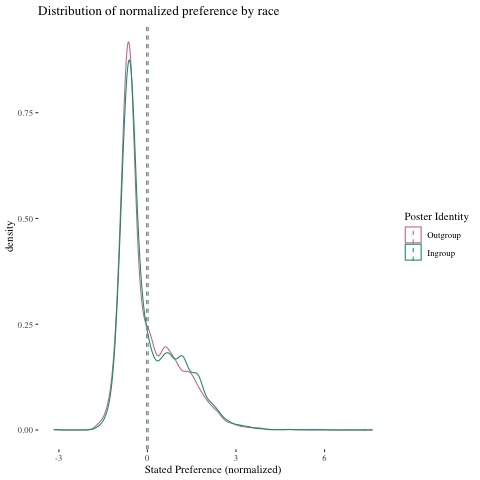 Distribution of normalized preference by race
0.75
0.50
0.25
0.00
density
-3
0
3
6
Stated Preference (normalized)
Poster Identity
Outgroup
Ingroup